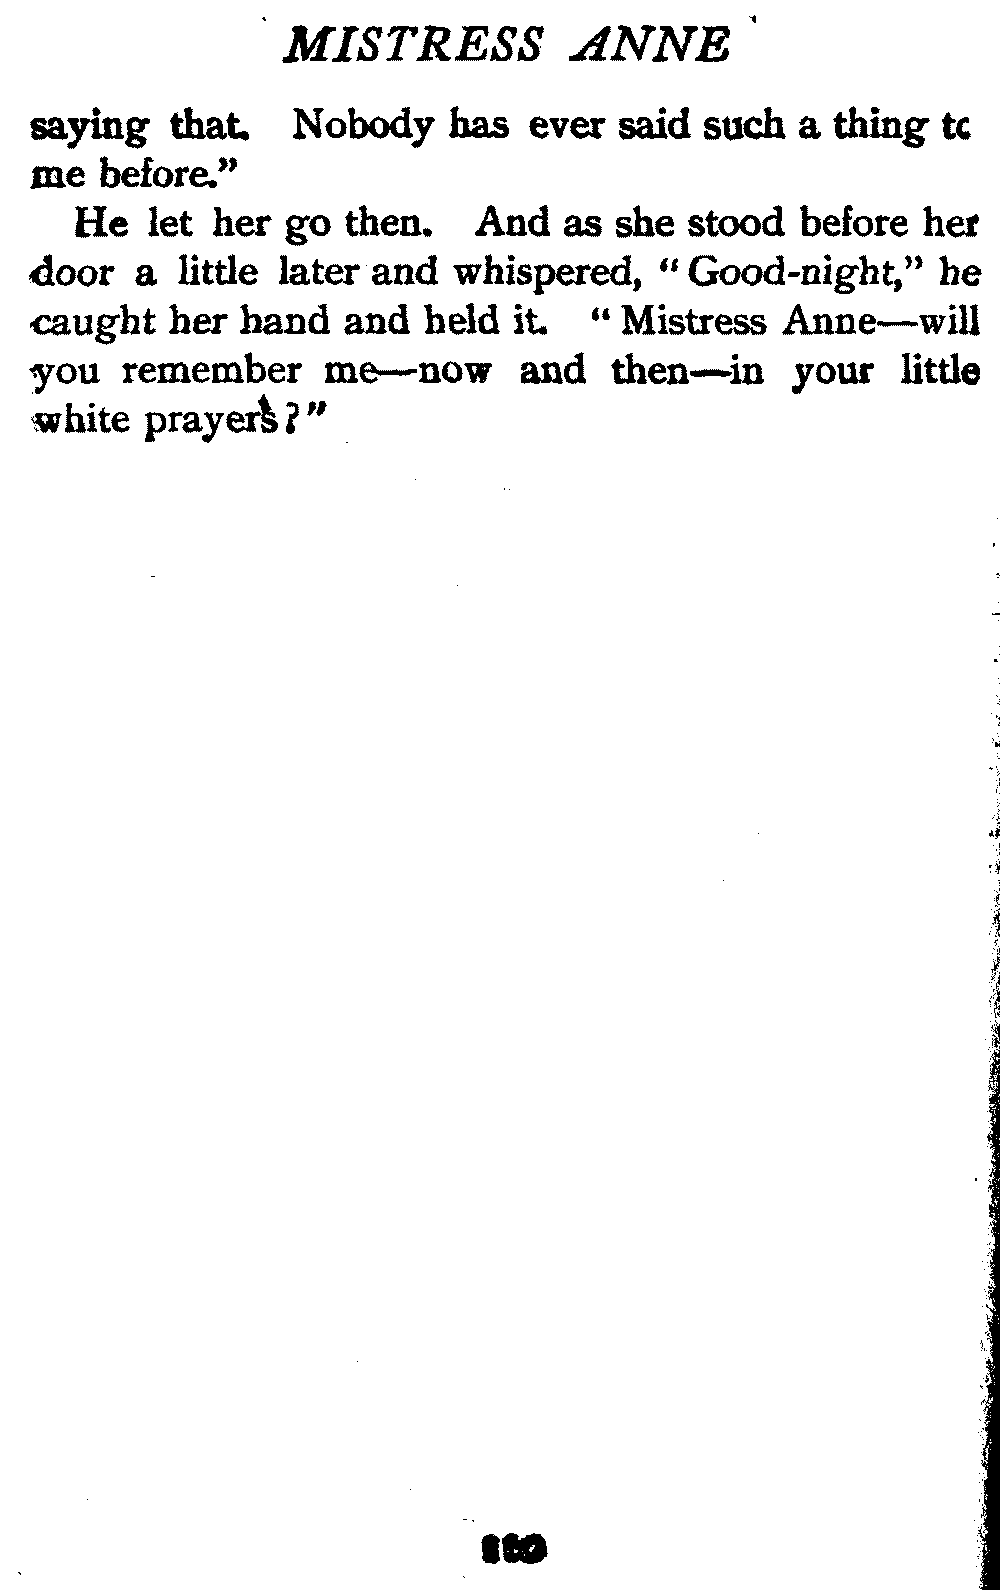 MISTRESS ANNE
saying that. Nobody has ever said such a thing to
me before."
He let her go then. And as she stood before her
door a little later and whispered, "Good-night," he
caught her hand and held it. "Mistress Anne—will
you remember me—now and then—in your little
white prayers?"